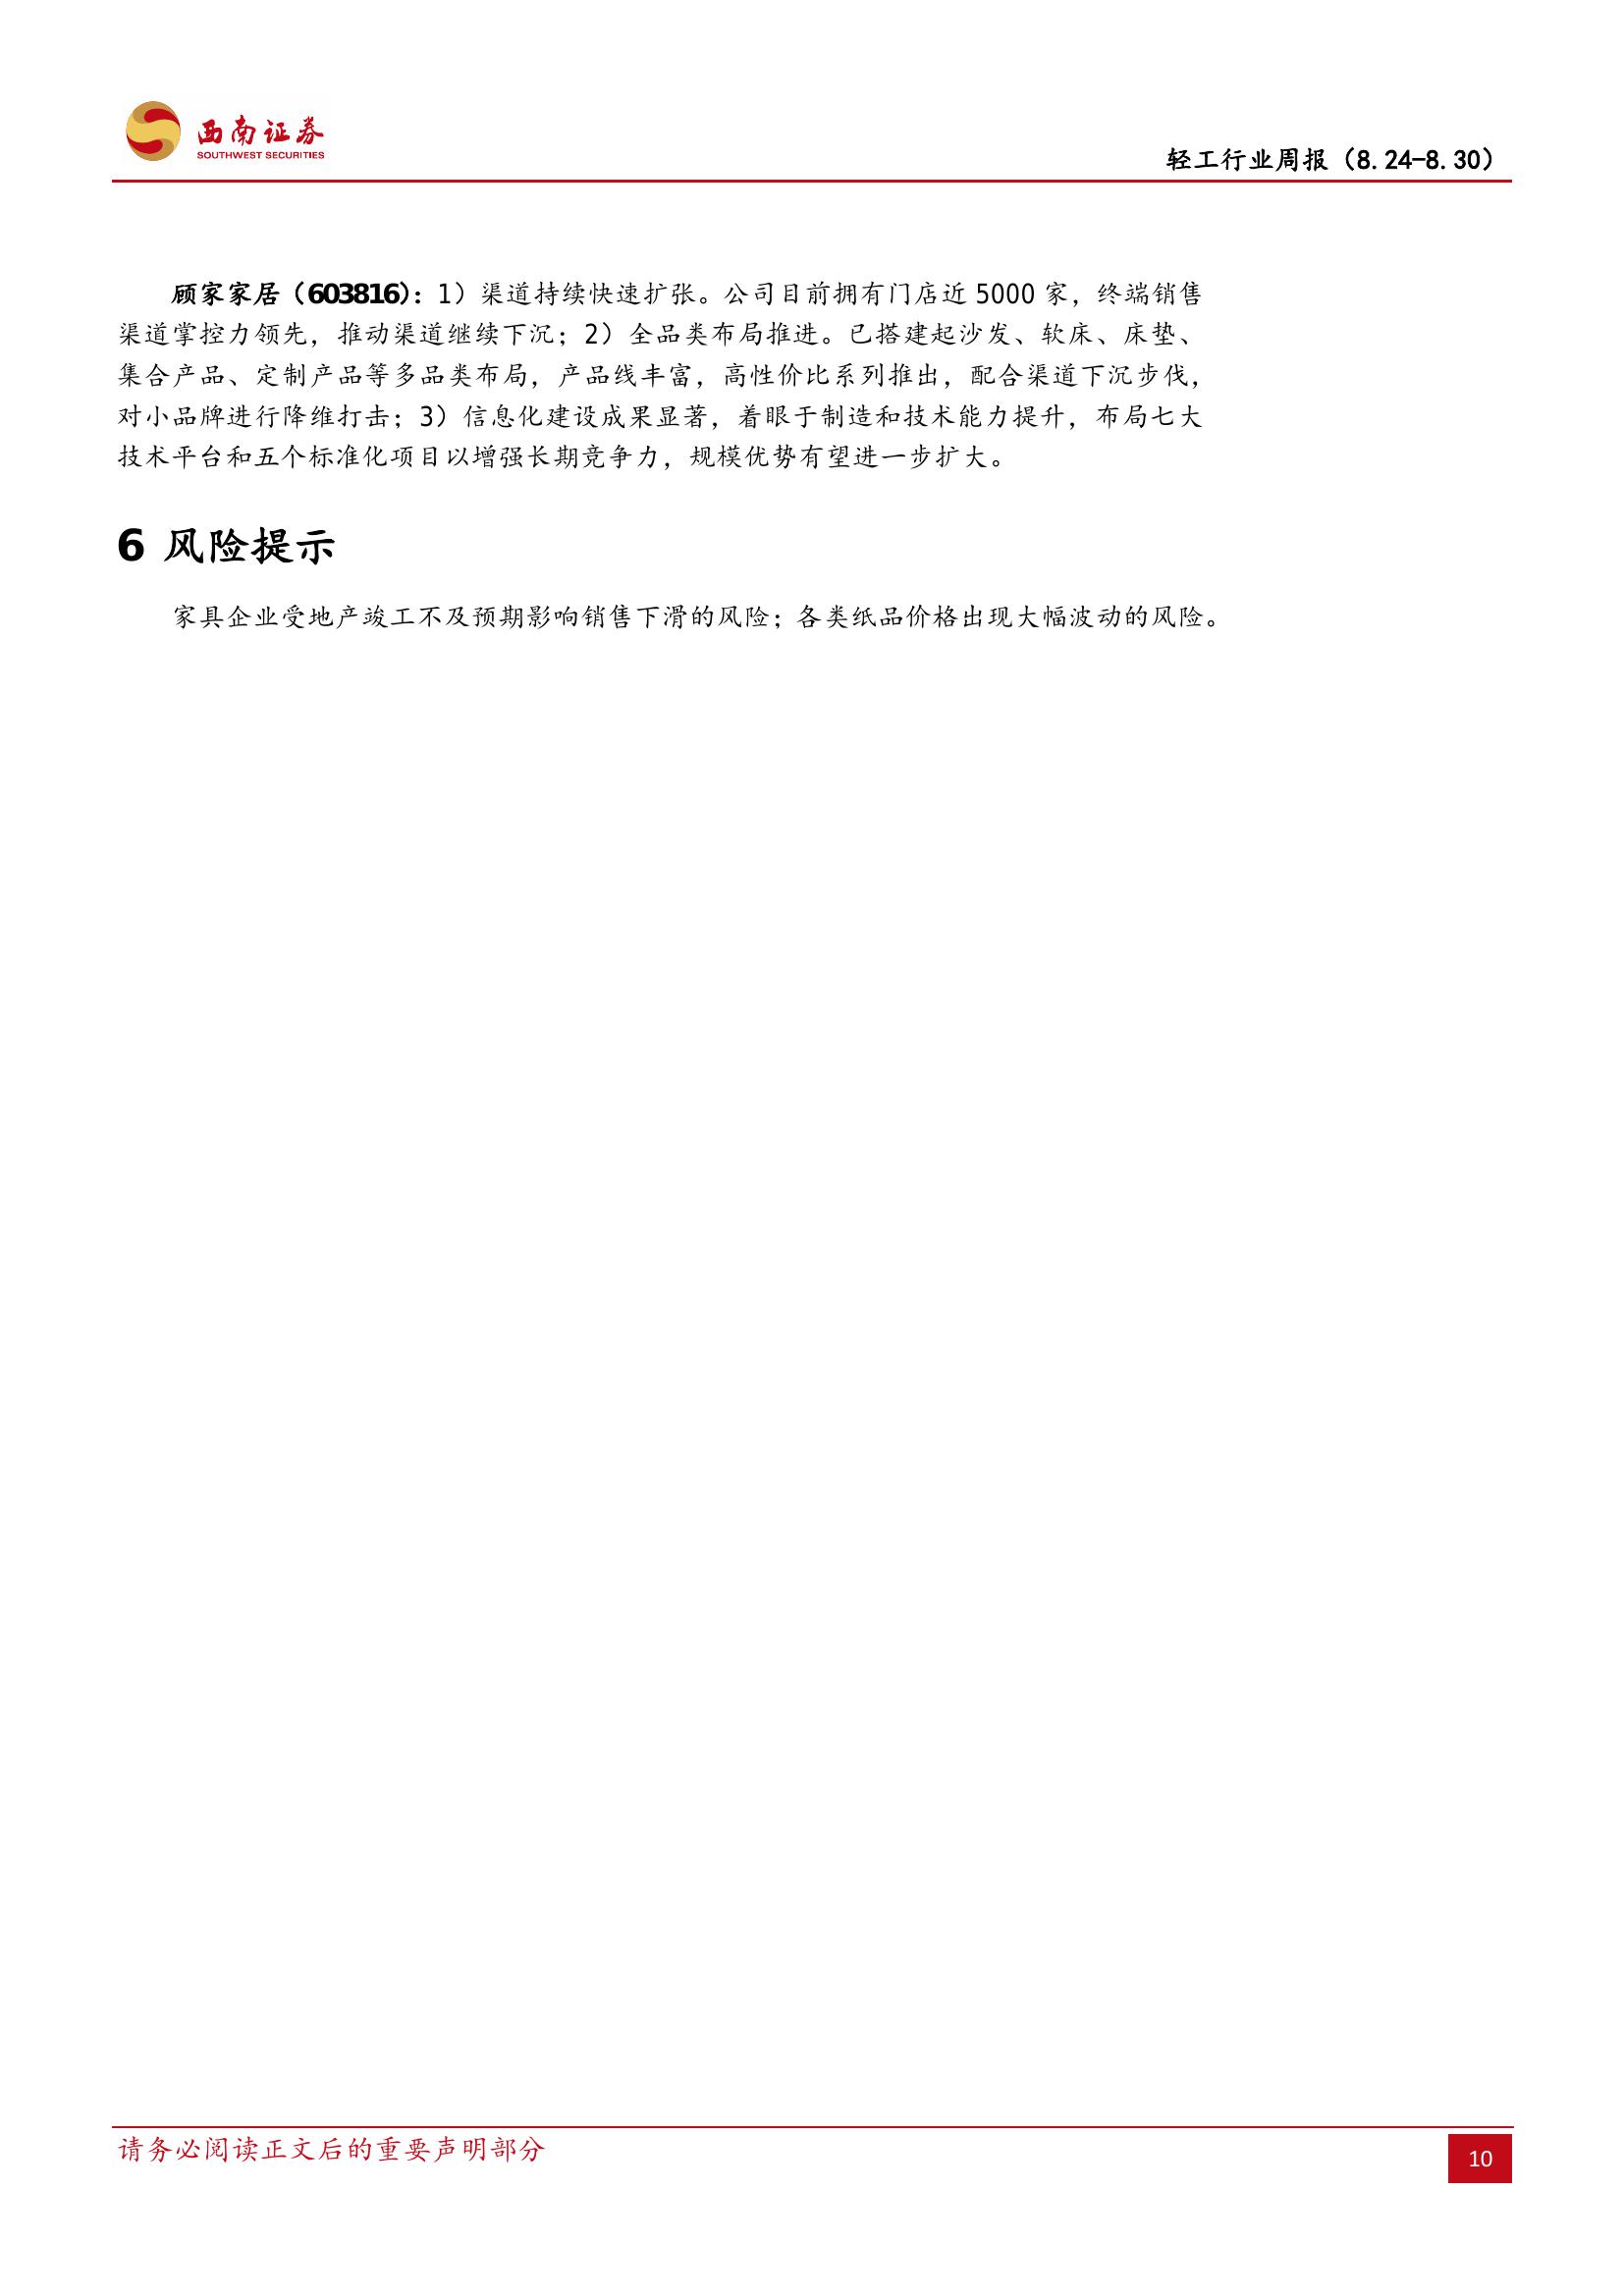 西南证券
SOUTHWEST SECURITIES
轻工行业周报（8.24-8.30）
顾家家居（603816）：1）渠道持续快速扩张。公司目前拥有门店近 5000 家，终端销售
渠道掌控力领先，推动渠道继续下沉；2）全品类布局推进。已搭建起沙发、软床、床垫、
集合产品、定制产品等多品类布局，产品线丰富，高性价比系列推出，配合渠道下沉步伐，
对小品牌进行降维打击；3）信息化建设成果显著，着眼于制造和技术能力提升，布局七大
技术平台和五个标准化项目以增强长期竞争力，规模优势有望进一步扩大。
6 风险提示
家具企业受地产竣工不及预期影响销售下滑的风险；各类纸品价格出现大幅波动的风险。
请务必阅读正文后的重要声明部分
10